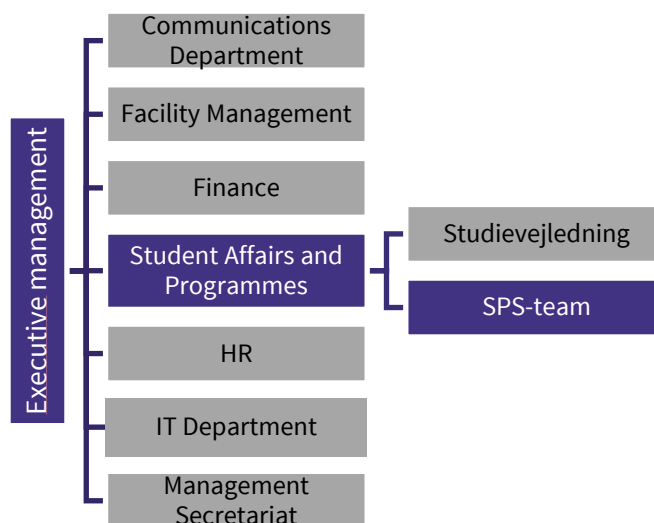 Executive management
Communications
Department
Facility Management
Finance
Student Affairs and
Programmes
HR
IT Department
Management
Secretariat
Studievejledning
SPS-team